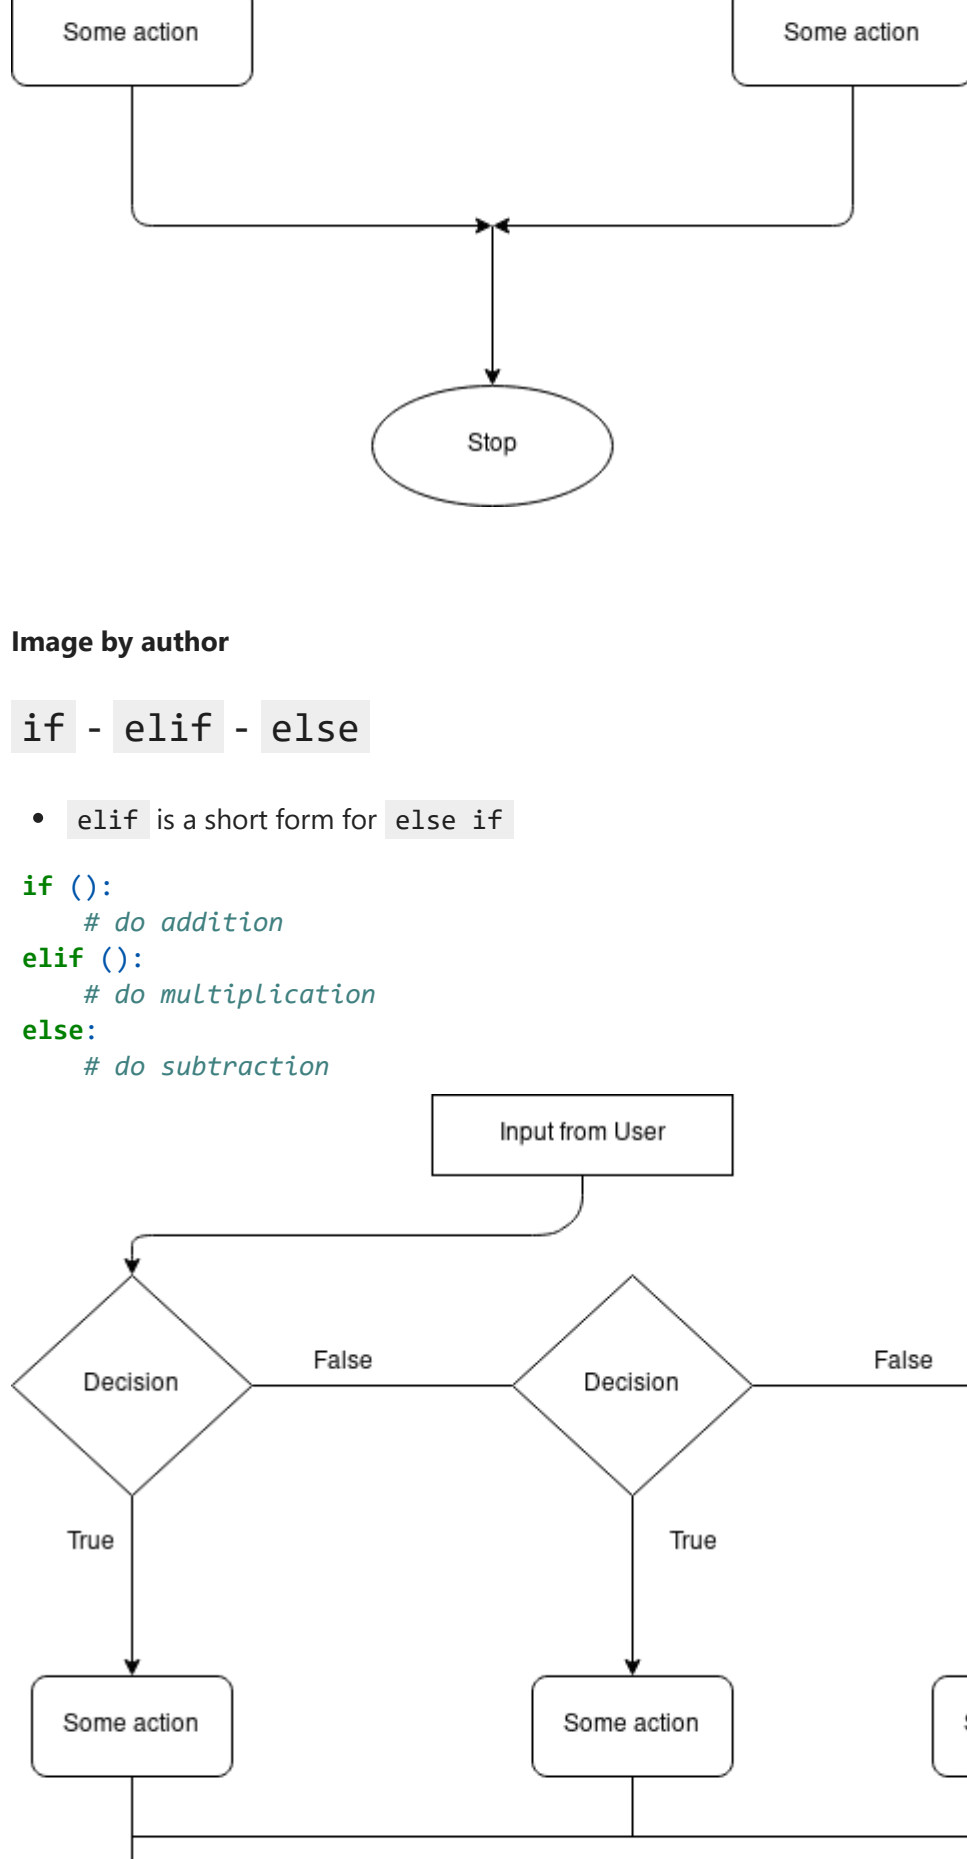 Some action Some action
Stop
Image by author
if - elif - else
• elif is a short form for else if
if ():
    # do addition
elif ():
    # do multiplication
else:
    # do subtraction
Input from User
False False
Decision Decision
True True
Some action Some action